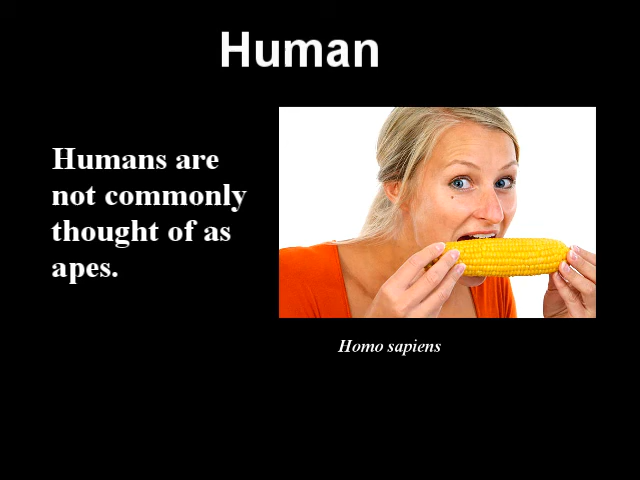 Human
Humans are
not commonly
thought of as
apes.
Homo sapiens